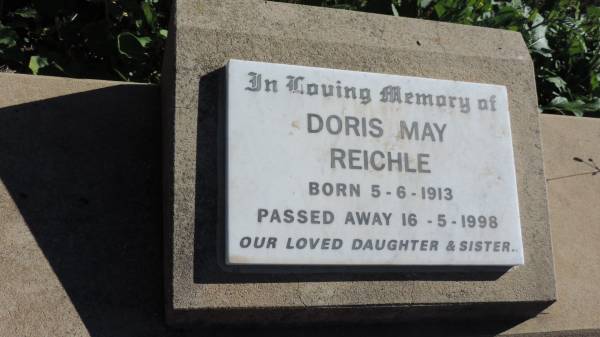 In Loving Memory of
DORIS MAY
REICHLE
BORN 5-6-1913
PASSED AWAY 16 -5-1998
OUR LOVED DAUGHTER & SISTER.